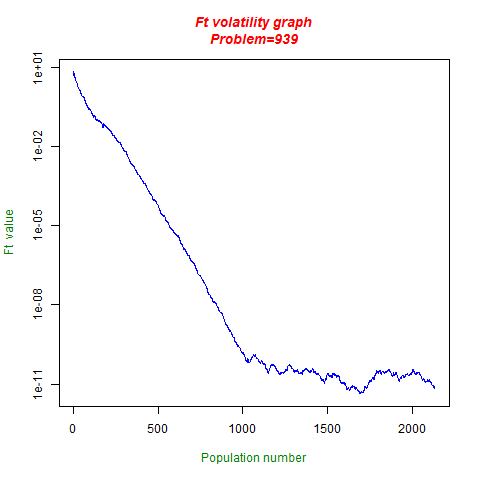 Ft volatility graph
Problem=939
1e+01
1e-02
1e-05
1e-08
1e-11
Ft value
0 500 1000 1500 2000
Population number